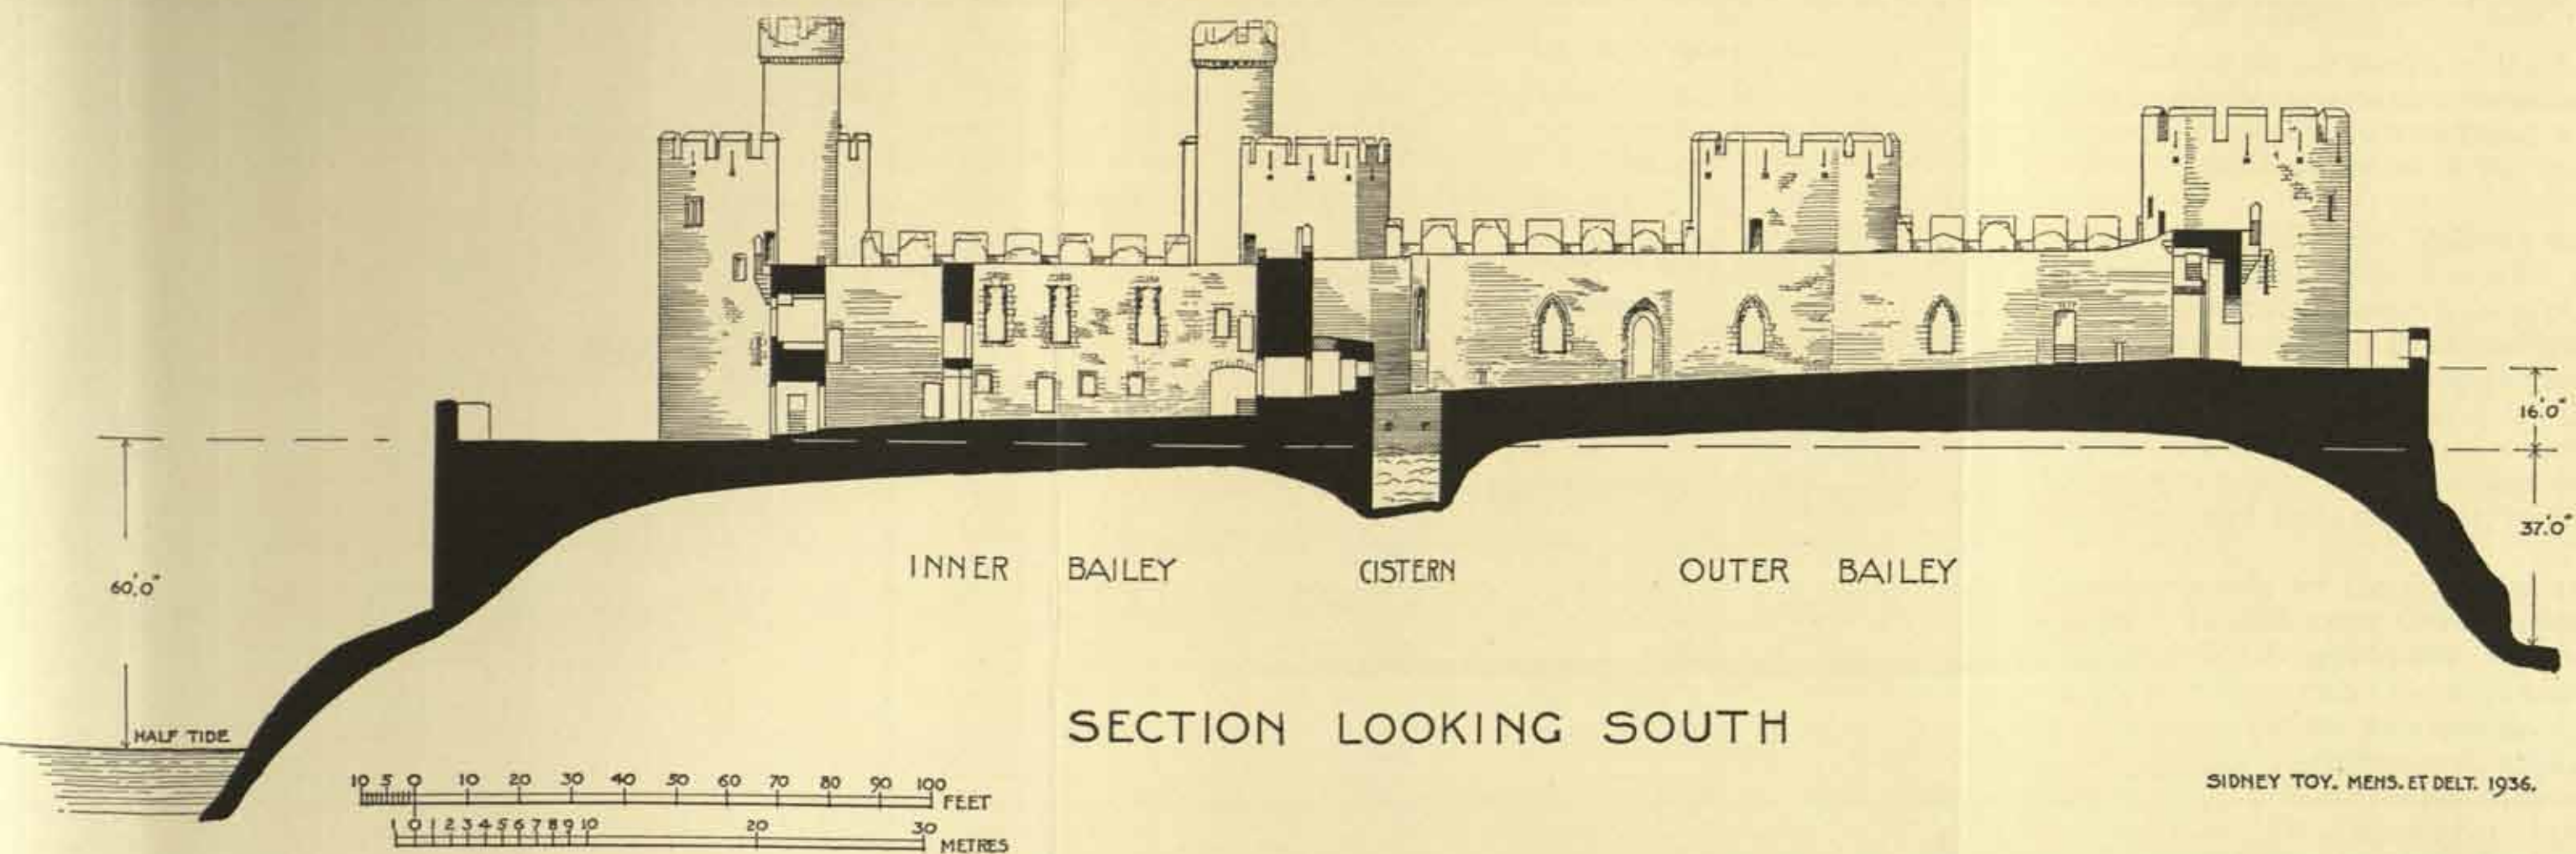 16'.0"
37'.0"
60'.0"
INNER BAILEY CISTERN OUTER BAILEY
HALF TIDE
SECTION LOOKING SOUTH
10 5 0 10 20 30 40 50 60 70 80 90 100 FEET
1 0 1 2 3 4 5 6 7 8 9 10 20 30 METRES
SIDNEY TOY. MENS. ET DELT. 1936.